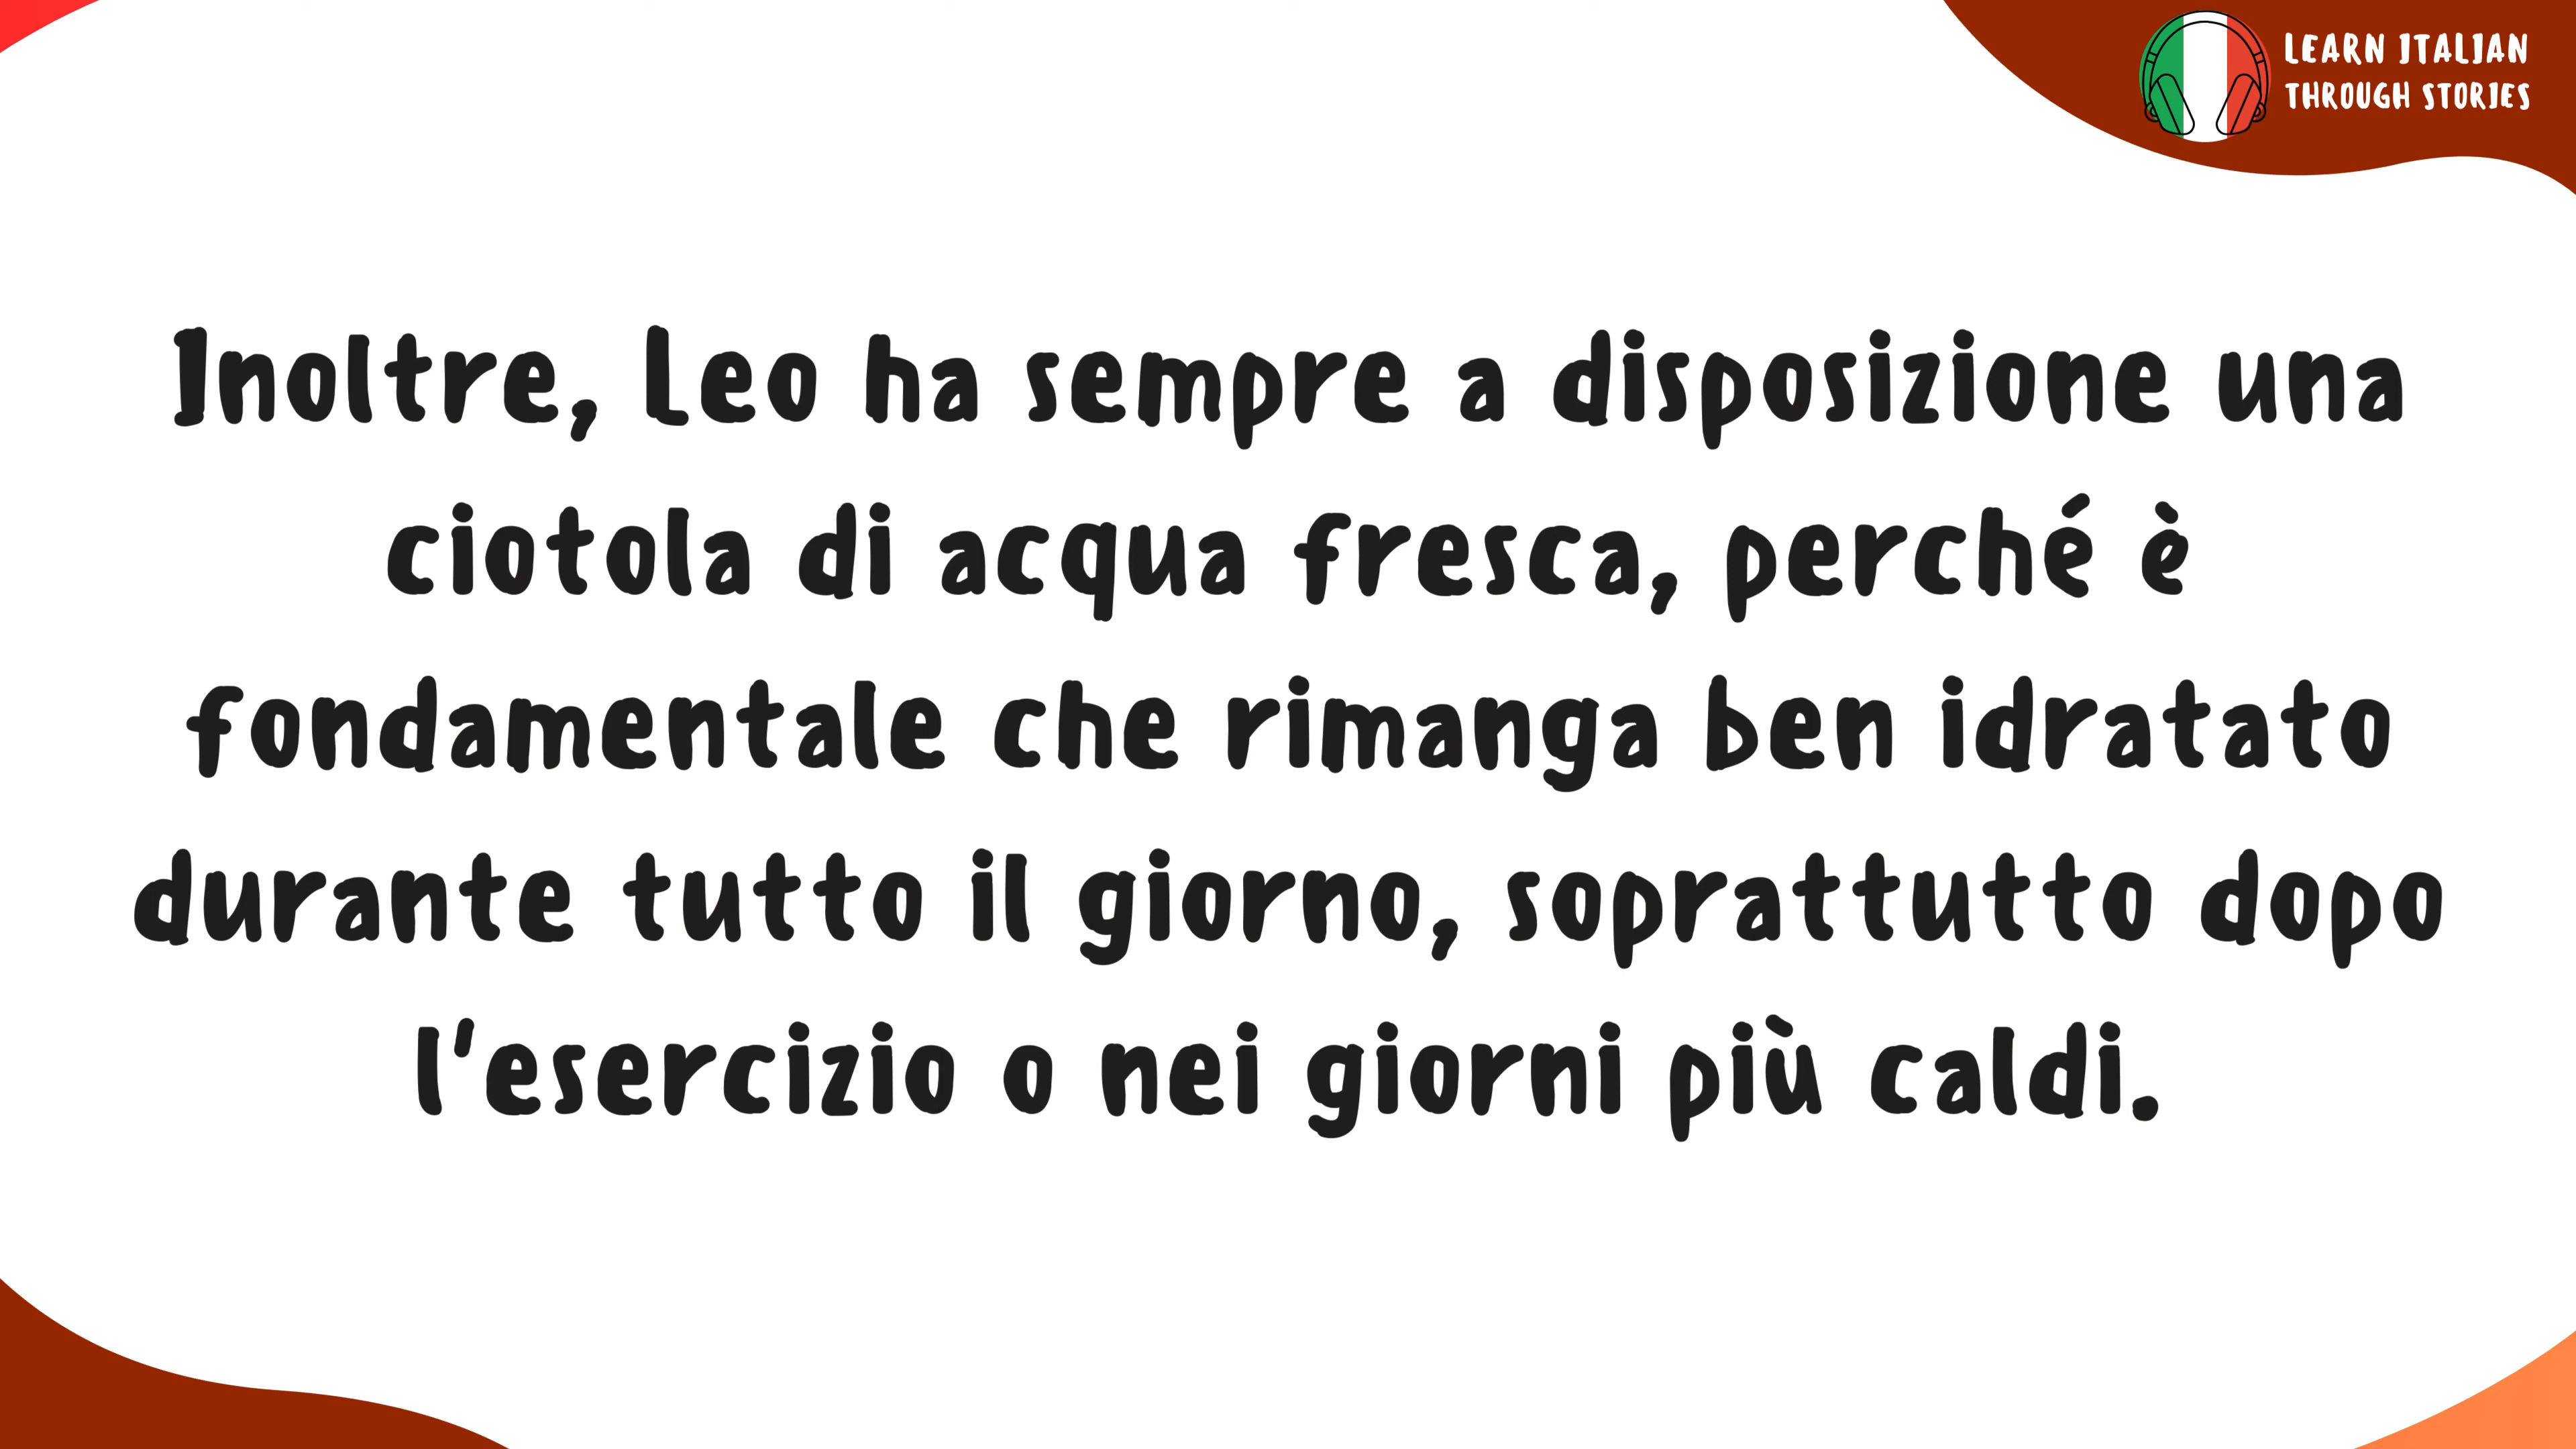 LEARN ITALIAN
THROUGH STORIES
Inoltre, Leo ha sempre a disposizione una
ciotola di acqua fresca, perché è
fondamentale che rimanga ben idratato
durante tutto il giorno, soprattutto dopo
l'esercizio o nei giorni più caldi.